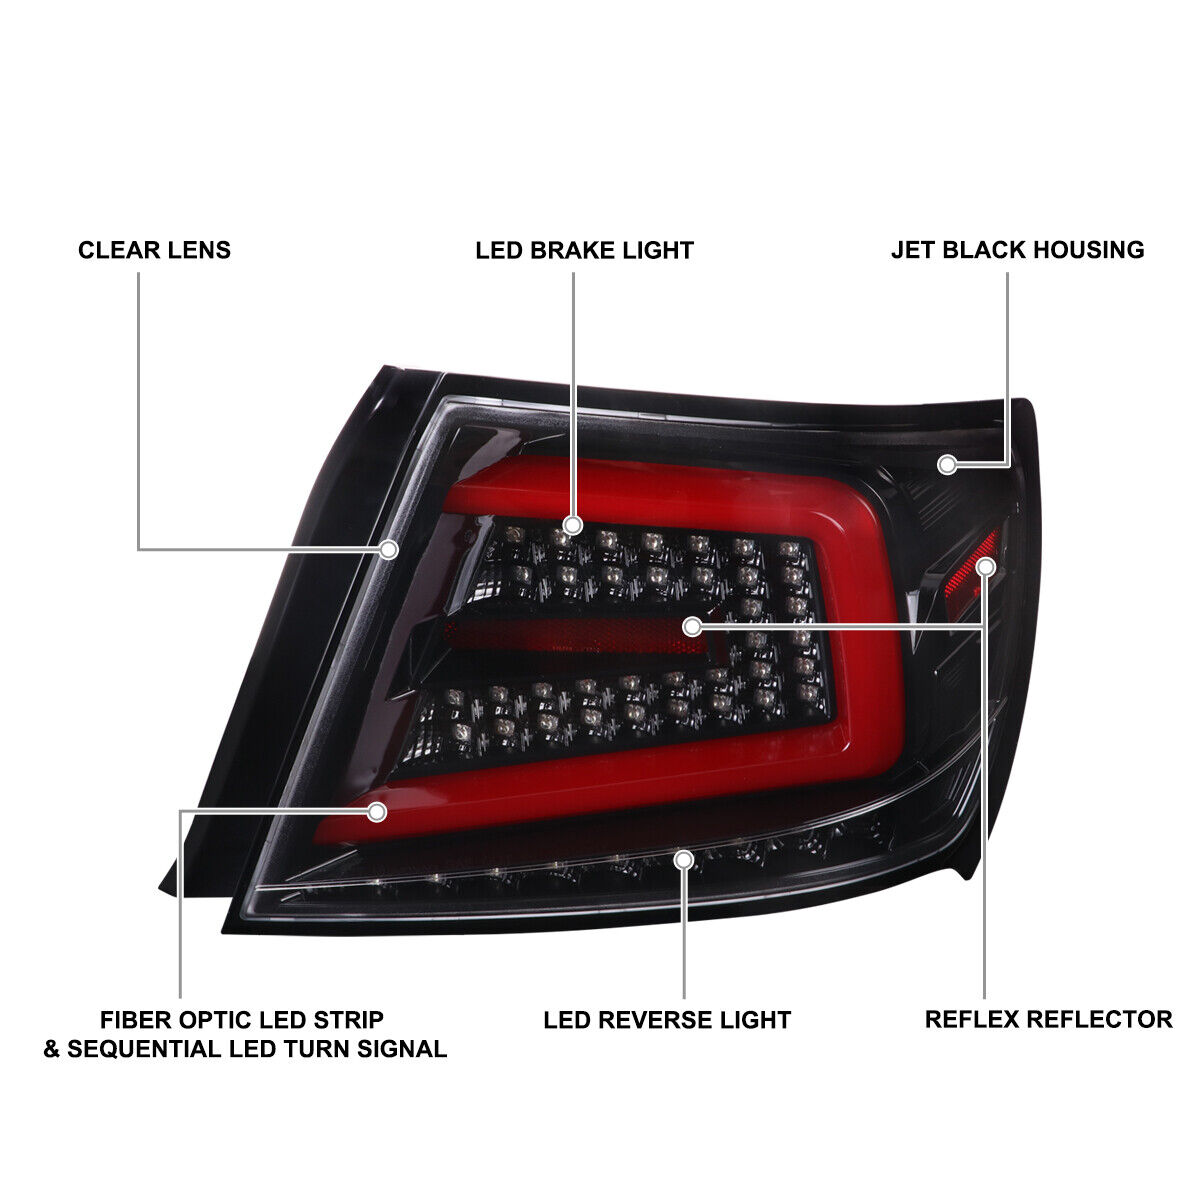 CLEAR LENS
LED BRAKE LIGHT
JET BLACK HOUSING
FIBER OPTIC LED STRIP
& SEQUENTIAL LED TURN SIGNAL
LED REVERSE LIGHT
REFLEX REFLECTOR